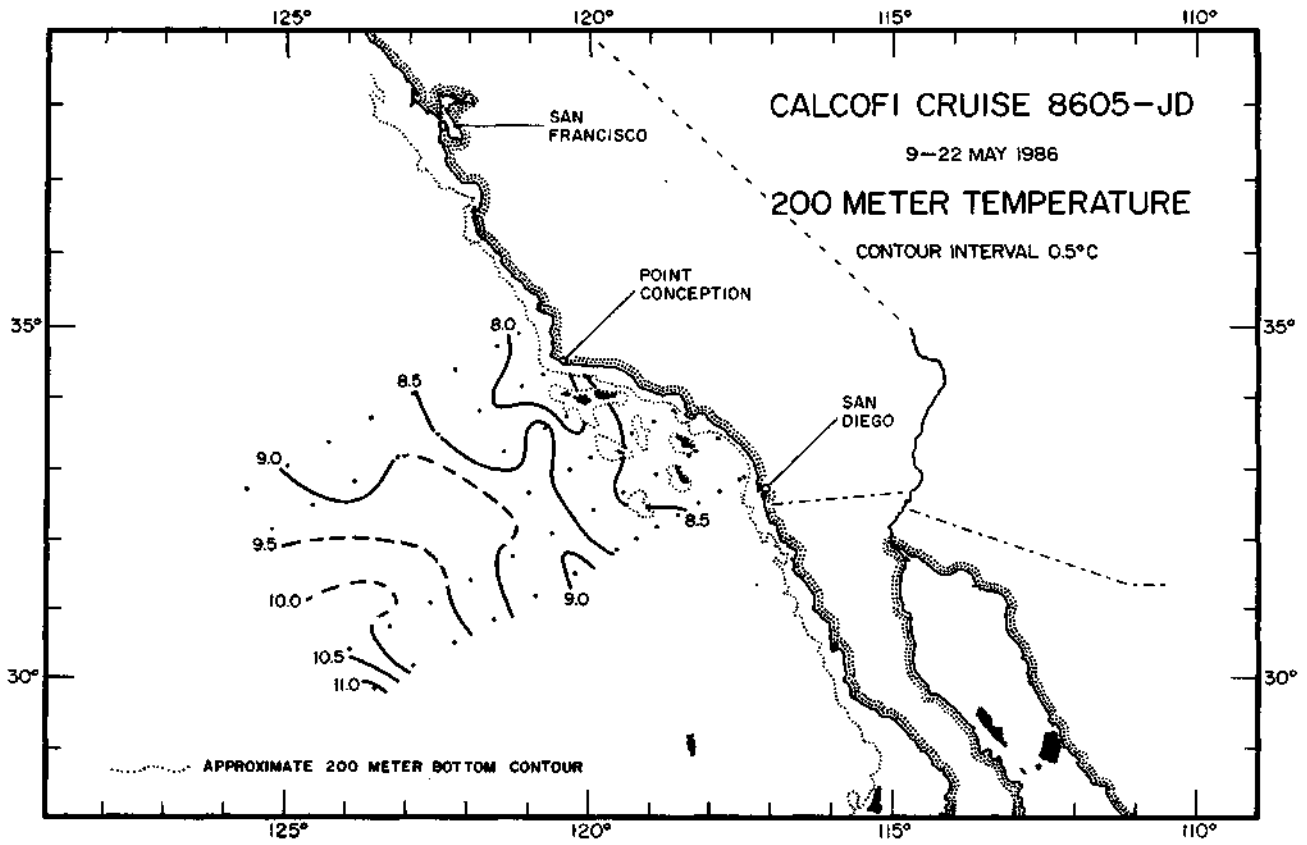 125° 120° 115° 110°
CALCOFI CRUISE 8605-JD
9-22 MAY 1986
200 METER TEMPERATURE
CONTOUR INTERVAL 0.5°C
SAN
FRANCISCO
POINT
CONCEPTION
SAN
DIEGO
35° 35°
8.0
8.5
9.0
8.5
9.5
9.0
10.0
10.5
11.0
30° 30°
APPROXIMATE 200 METER BOTTOM CONTOUR
125° 120° 115° 110°